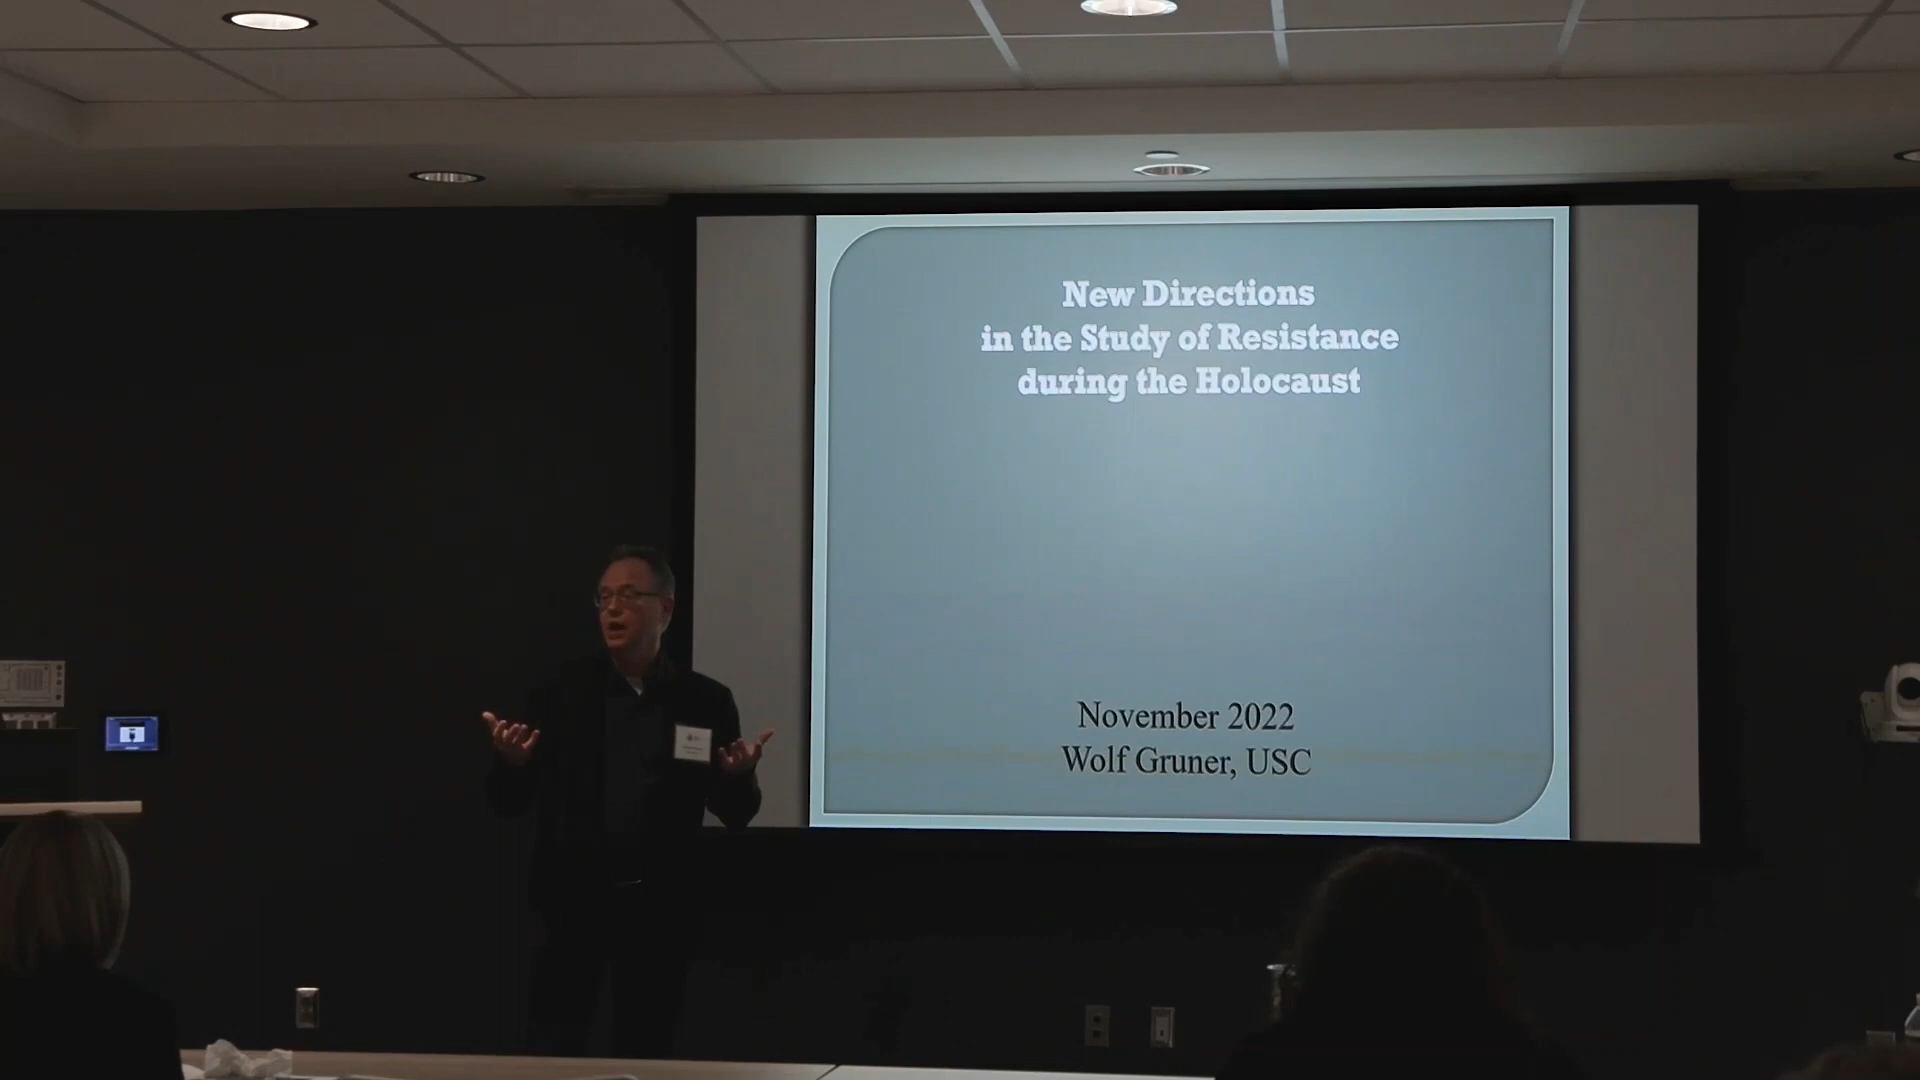 New Directions
in the Study of Resistance
during the Holocaust
November 2022
Wolf Gruner, USC